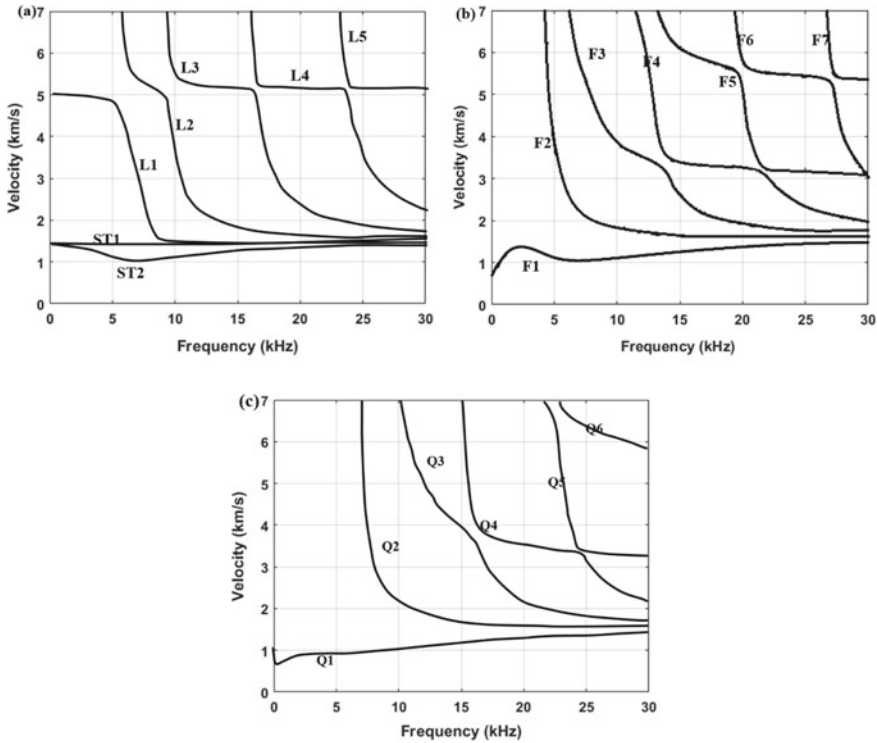 (a)
7
6
5
4
3
2
1
0
Velocity (km/s)
L1
L2
L3
L4
L5
ST1
ST2
0 5 10 15 20 25 30
Frequency (kHz)
(b)
7
6
5
4
3
2
1
0
Velocity (km/s)
F1
F2
F3
F4
F5
F6
F7
0 5 10 15 20 25 30
Frequency (kHz)
(c)
7
6
5
4
3
2
1
0
Velocity (km/s)
Q1
Q2
Q3
Q4
Q5
Q6
0 5 10 15 20 25 30
Frequency (kHz)